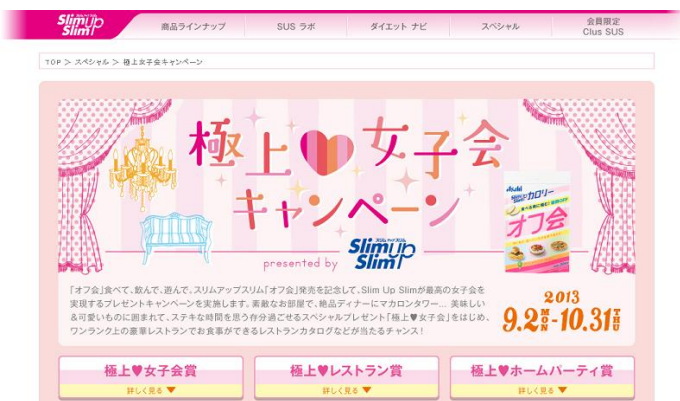 Slim up Slim
商品ラインナップ
SUS ラボ
ダイエット ナビ
スペシャル
会員限定
Clus SUS
TOP > スペシャル > 極上女子会キャンペーン
極上♥女子会
キャンペーン
presented by Slim up Slim
Asahi
Slim up Slim カロリー
オフ会
「オフ会」食べて、飲んで、遊んで、スリムアップスリム「オフ会」発売を記念して、Slim Up Slimが最高の女子会を
実現するプレゼントキャンペーンを実施します。素敵なお部屋で、絶品ディナーにマカロンタワー… 美味しい
&可愛いものに囲まれて、ステキな時間を思う存分過ごせるスペシャルプレゼント「極上♥女子会」をはじめ、
ワンランク上の豪華レストランでお食事ができるレストランカタログなどが当たるチャンス!
2013
9.2 MON - 10.31 THU
極上♥女子会賞
詳しく見る ▼
極上♥レストラン賞
詳しく見る ▼
極上♥ホームパーティ賞
詳しく見る ▼